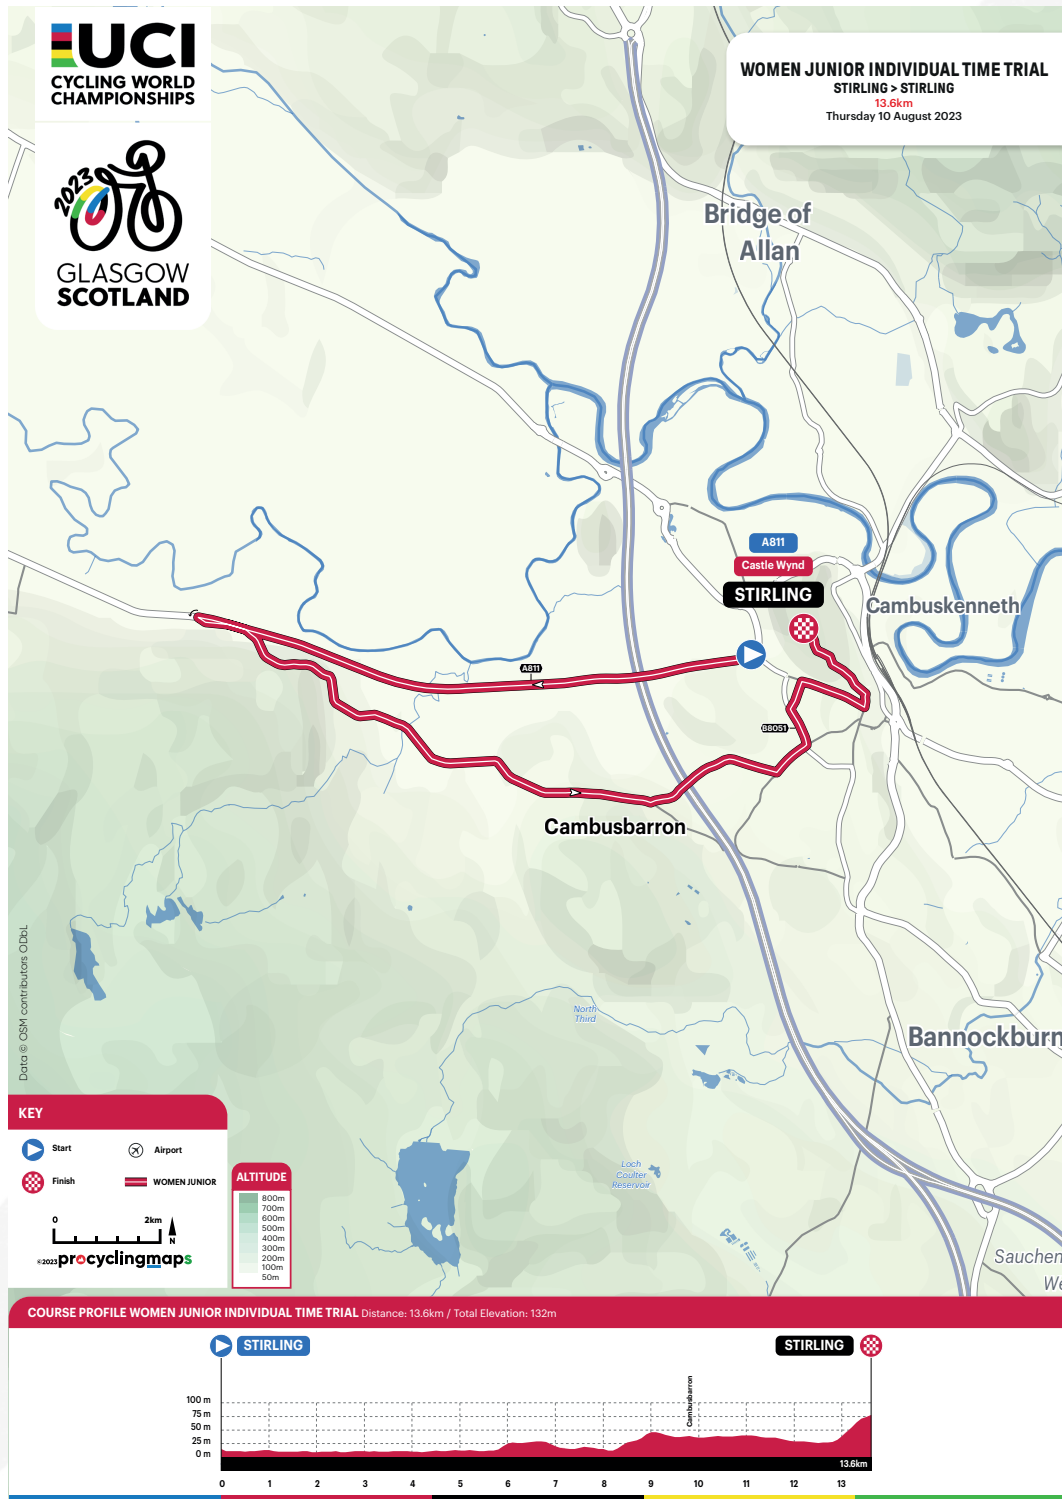 UCI
CYCLING WORLD
CHAMPIONSHIPS
2023
GLASGOW
SCOTLAND
WOMEN JUNIOR INDIVIDUAL TIME TRIAL
STIRLING > STIRLING
13.6km
Thursday 10 August 2023
Bridge of
Allan
A811
Castle Wynd
STIRLING
Cambuskenneth
A811
B8051
Cambusbarron
North
Third
Bannockburn
Loch
Coulter
Reservoir
Sauchen
We
Data © OSM contributors ODbL
KEY
Start
Airport
Finish
WOMEN JUNIOR
0 2km
N
©2023 procyclingmaps
ALTITUDE
800m
700m
600m
500m
400m
300m
200m
100m
50m
COURSE PROFILE WOMEN JUNIOR INDIVIDUAL TIME TRIAL Distance: 13.6km / Total Elevation: 132m
STIRLING
STIRLING
Cambusbarron
100 m
75 m
50 m
25 m
0 m
13.6km
0 1 2 3 4 5 6 7 8 9 10 11 12 13